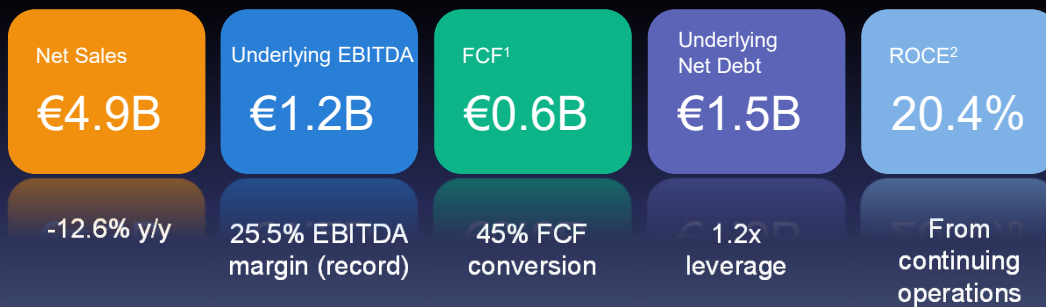 Net Sales
€4.9B
-12.6% y/y
Underlying EBITDA
€1.2B
25.5% EBITDA
margin (record)
FCF¹
€0.6B
45% FCF
conversion
Underlying
Net Debt
€1.5B
1.2x
leverage
ROCE²
20.4%
From
continuing
operations